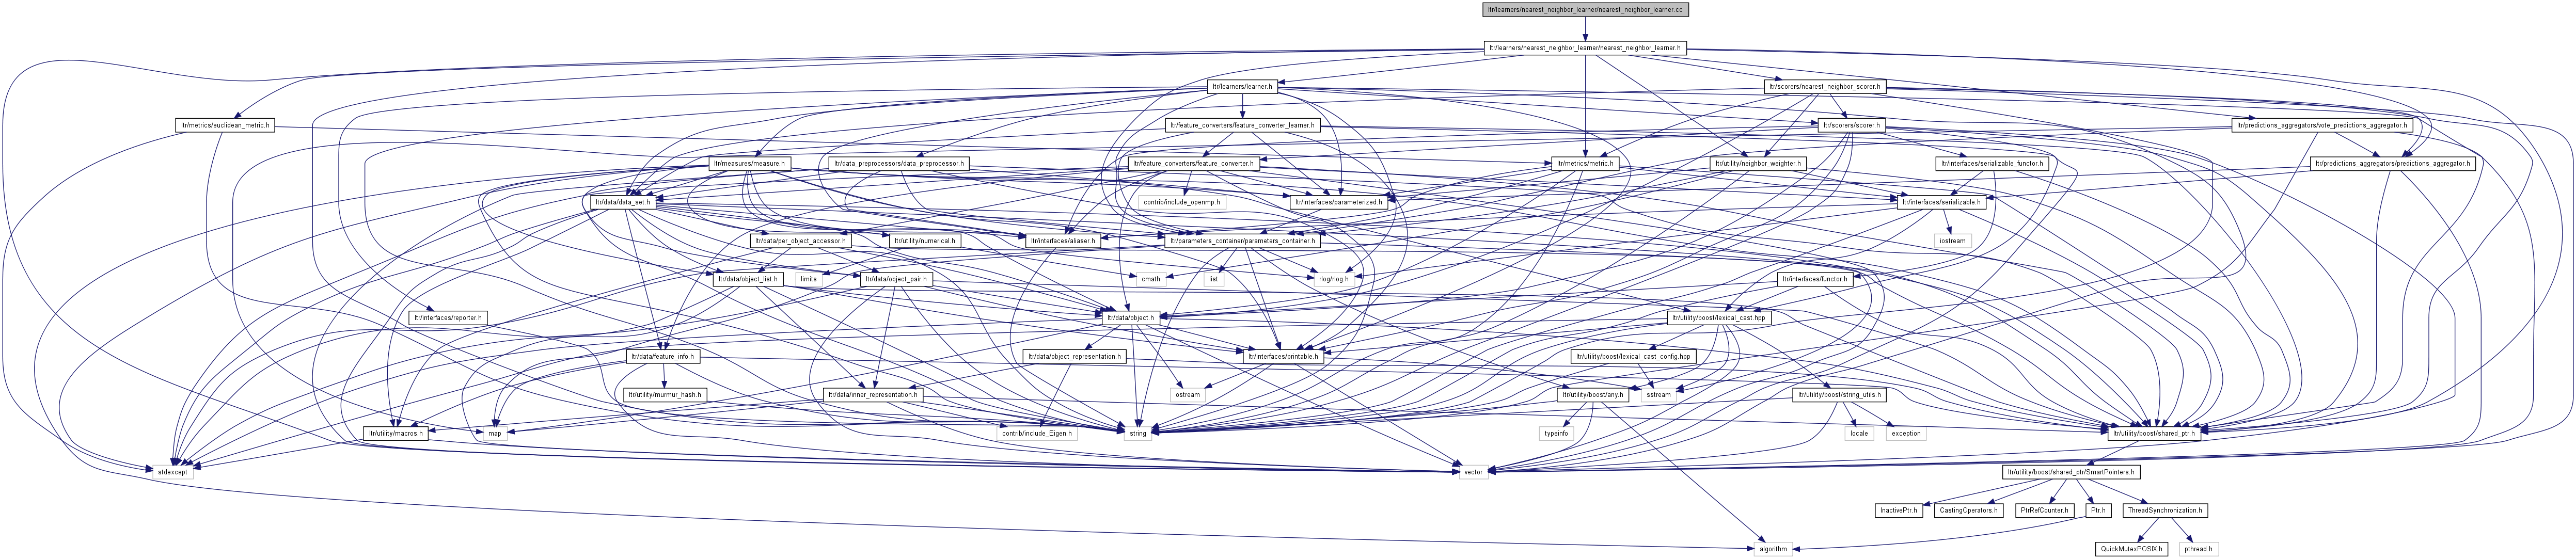 ltr/learners/nearest_neighbor_learner/nearest_neighbor_learner.cc
ltr/learners/nearest_neighbor_learner/nearest_neighbor_learner.h
ltr/learners/learner.h
ltr/scorers/nearest_neighbor_scorer.h
ltr/metrics/euclidean_metric.h
ltr/feature_converters/feature_converter_learner.h
ltr/scorers/scorer.h
ltr/predictions_aggregators/vote_predictions_aggregator.h
ltr/measures/measure.h
ltr/data_preprocessors/data_preprocessor.h
ltr/feature_converters/feature_converter.h
ltr/metrics/metric.h
ltr/utility/neighbor_weighter.h
ltr/interfaces/serializable_functor.h
ltr/predictions_aggregators/predictions_aggregator.h
ltr/data/data_set.h
contrib/include_openmp.h
ltr/interfaces/parameterized.h
ltr/interfaces/serializable.h
ltr/data/per_object_accessor.h
ltr/utility/numerical.h
ltr/interfaces/aliaser.h
ltr/parameters_container/parameters_container.h
iostream
ltr/data/object_list.h
limits
ltr/data/object_pair.h
cmath
list
rlog/rlog.h
ltr/interfaces/functor.h
ltr/interfaces/reporter.h
ltr/data/object.h
ltr/utility/boost/lexical_cast.hpp
ltr/data/feature_info.h
ltr/data/object_representation.h
ltr/interfaces/printable.h
ltr/utility/boost/lexical_cast_config.hpp
ltr/utility/murmur_hash.h
ltr/data/inner_representation.h
ostream
sstream
ltr/utility/boost/any.h
ltr/utility/boost/string_utils.h
ltr/utility/macros.h
map
contrib/include_Eigen.h
string
typeinfo
locale
exception
ltr/utility/boost/shared_ptr.h
stdexcept
vector
ltr/utility/boost/shared_ptr/SmartPointers.h
InactivePtr.h
CastingOperators.h
PtrRefCounter.h
Ptr.h
ThreadSynchronization.h
algorithm
QuickMutexPOSIX.h
pthread.h